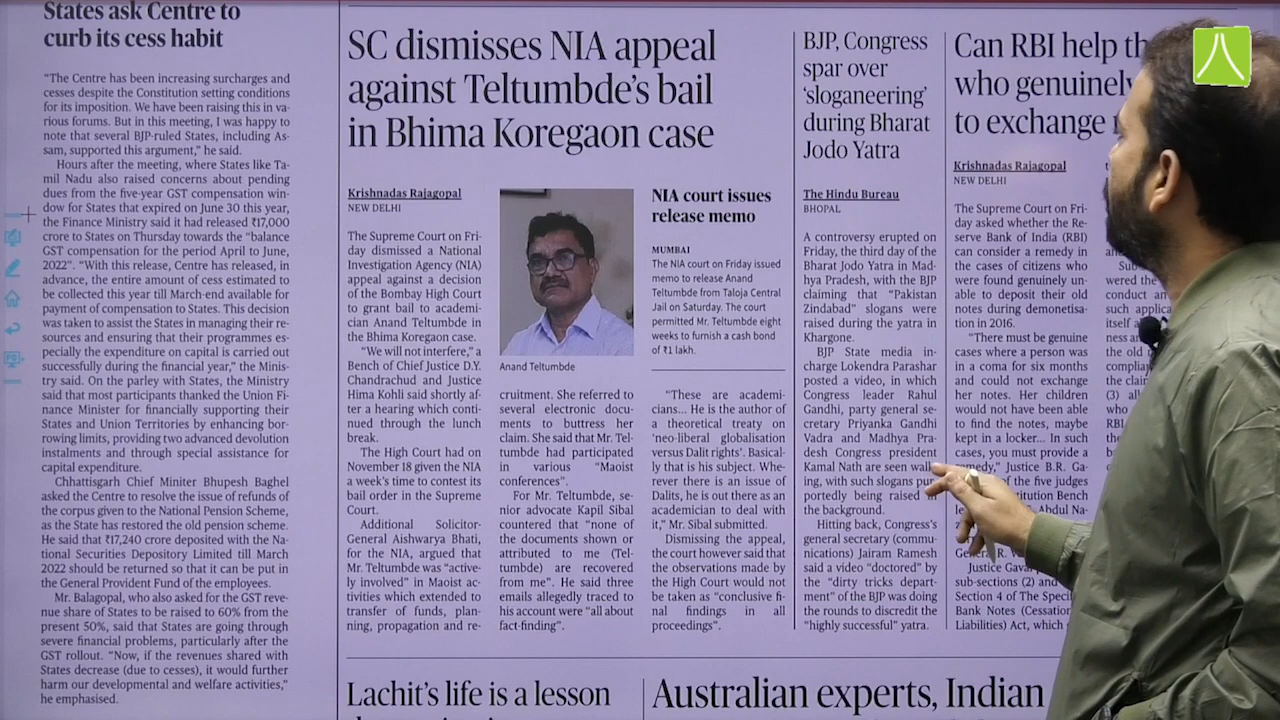 States ask Centre to
curb its cess habit
“The Centre has been increasing surcharges and
cesses despite the Constitution setting conditions
for its imposition. We have been raising this in va-
rious forums. But in this meeting, I was happy to
note that several BJP-ruled States, including As-
sam, supported this argument,” he said.
Hours after the meeting, where States like Ta-
mil Nadu also raised concerns about pending
dues from the five-year GST compensation win-
dow for States that expired on June 30 this year,
the Finance Ministry said it had released ₹17,000
crore to States on Thursday towards the “balance
GST compensation for the period April to June,
2022”. “With this release, Centre has released, in
advance, the entire amount of cess estimated to
be collected this year till March-end available for
payment of compensation to States. This decision
was taken to assist the States in managing their re-
sources and ensuring that their programmes es-
pecially the expenditure on capital is carried out
successfully during the financial year,” the Minis-
try said. On the parley with States, the Ministry
said that most participants thanked the Union Fi-
nance Minister for financially supporting their
States and Union Territories by enhancing bor-
rowing limits, providing two advanced devolution
instalments and through special assistance for
capital expenditure.
Chhattisgarh Chief Miniter Bhupesh Baghel
asked the Centre to resolve the issue of refunds of
the corpus given to the National Pension Scheme,
as the State has restored the old pension scheme.
He said that ₹17,240 crore deposited with the Na-
tional Securities Depository Limited till March
2022 should be returned so that it can be put in
the General Provident Fund of the employees.
Mr. Balagopal, who also asked for the GST reve-
nue share of States to be raised to 60% from the
present 50%, said that States are going through
severe financial problems, particularly after the
GST rollout. “Now, if the revenues shared with
States decrease (due to cesses), it would further
harm our developmental and welfare activities,”
he emphasised.
SC dismisses NIA appeal
against Teltumbde’s bail
in Bhima Koregaon case
Krishnadas Rajagopal
NEW DELHI
The Supreme Court on Fri-
day dismissed a National
Investigation Agency (NIA)
appeal against a decision
of the Bombay High Court
to grant bail to academi-
cian Anand Teltumbde in
the Bhima Koregaon case.
“We will not interfere,” a
Bench of Chief Justice D.Y.
Chandrachud and Justice
Hima Kohli said shortly af-
ter a hearing which conti-
nued through the lunch
break.
The High Court had on
November 18 given the NIA
a week’s time to contest its
bail order in the Supreme
Court.
Additional Solicitor-
General Aishwarya Bhati,
for the NIA, argued that
Mr. Teltumbde was “active-
ly involved” in Maoist ac-
tivities which extended to
transfer of funds, plan-
ning, propagation and re-
Anand Teltumbde
cruitment. She referred to
several electronic docu-
ments to buttress her
claim. She said that Mr. Tel-
tumbde had participated
in various “Maoist
conferences”.
For Mr. Teltumbde, se-
nior advocate Kapil Sibal
countered that “none of
the documents shown or
attributed to me (Tel-
tumbde) are recovered
from me”. He said three
emails allegedly traced to
his account were “all about
fact-finding”.
NIA court issues
release memo
MUMBAI
The NIA court on Friday issued
memo to release Anand
Teltumbde from Taloja Central
Jail on Saturday. The court
permitted Mr. Teltumbde eight
weeks to furnish a cash bond
of ₹1 lakh.
“These are academi-
cians... He is the author of
a theoretical treaty on
‘neo-liberal globalisation
versus Dalit rights’. Basical-
ly that is his subject. Whe-
rever there is an issue of
Dalits, he is out there as an
academician to deal with
it,” Mr. Sibal submitted.
Dismissing the appeal,
the court however said that
the observations made by
the High Court would not
be taken as “conclusive fi-
nal findings in all
proceedings”.
BJP, Congress
spar over
‘sloganeering’
during Bharat
Jodo Yatra
The Hindu Bureau
BHOPAL
A controversy erupted on
Friday, the third day of the
Bharat Jodo Yatra in Mad-
hya Pradesh, with the BJP
claiming that “Pakistan
Zindabad” slogans were
raised during the yatra in
Khargone.
BJP State media in-
charge Lokendra Parashar
posted a video, in which
Congress leader Rahul
Gandhi, party general se-
cretary Priyanka Gandhi
Vadra and Madhya Pra-
desh Congress president
Kamal Nath are seen walk-
ing, with such slogans pur-
portedly being raised in
the background.
Hitting back, Congress’s
general secretary (commu-
nications) Jairam Ramesh
said a video “doctored” by
the “dirty tricks depart-
ment” of the BJP was doing
the rounds to discredit the
“highly successful” yatra.
Can RBI help
who genuinely
to exchange
Krishnadas Rajagopal
NEW DELHI
The Supreme Court on Fri-
day asked whether the Re-
serve Bank of India (RBI)
can consider a remedy in
the cases of citizens who
were found genuinely un-
able to deposit their old
notes during demonetisa-
tion in 2016.
“There must be genuine
cases where a person was
in a coma for six months
and could not exchange
her notes. Her children
would not have been able
to find the notes, maybe
kept in a locker... In such
cases, you must provide a
Justice B.R. Ga-
of the five judges
Bench
Abdul Na-
sub-sections (2) and
Section 4 of The
Bank Notes (Cessation
Liabilities) Act, which
Lachit’s life is a lesson
Australian experts, Indian